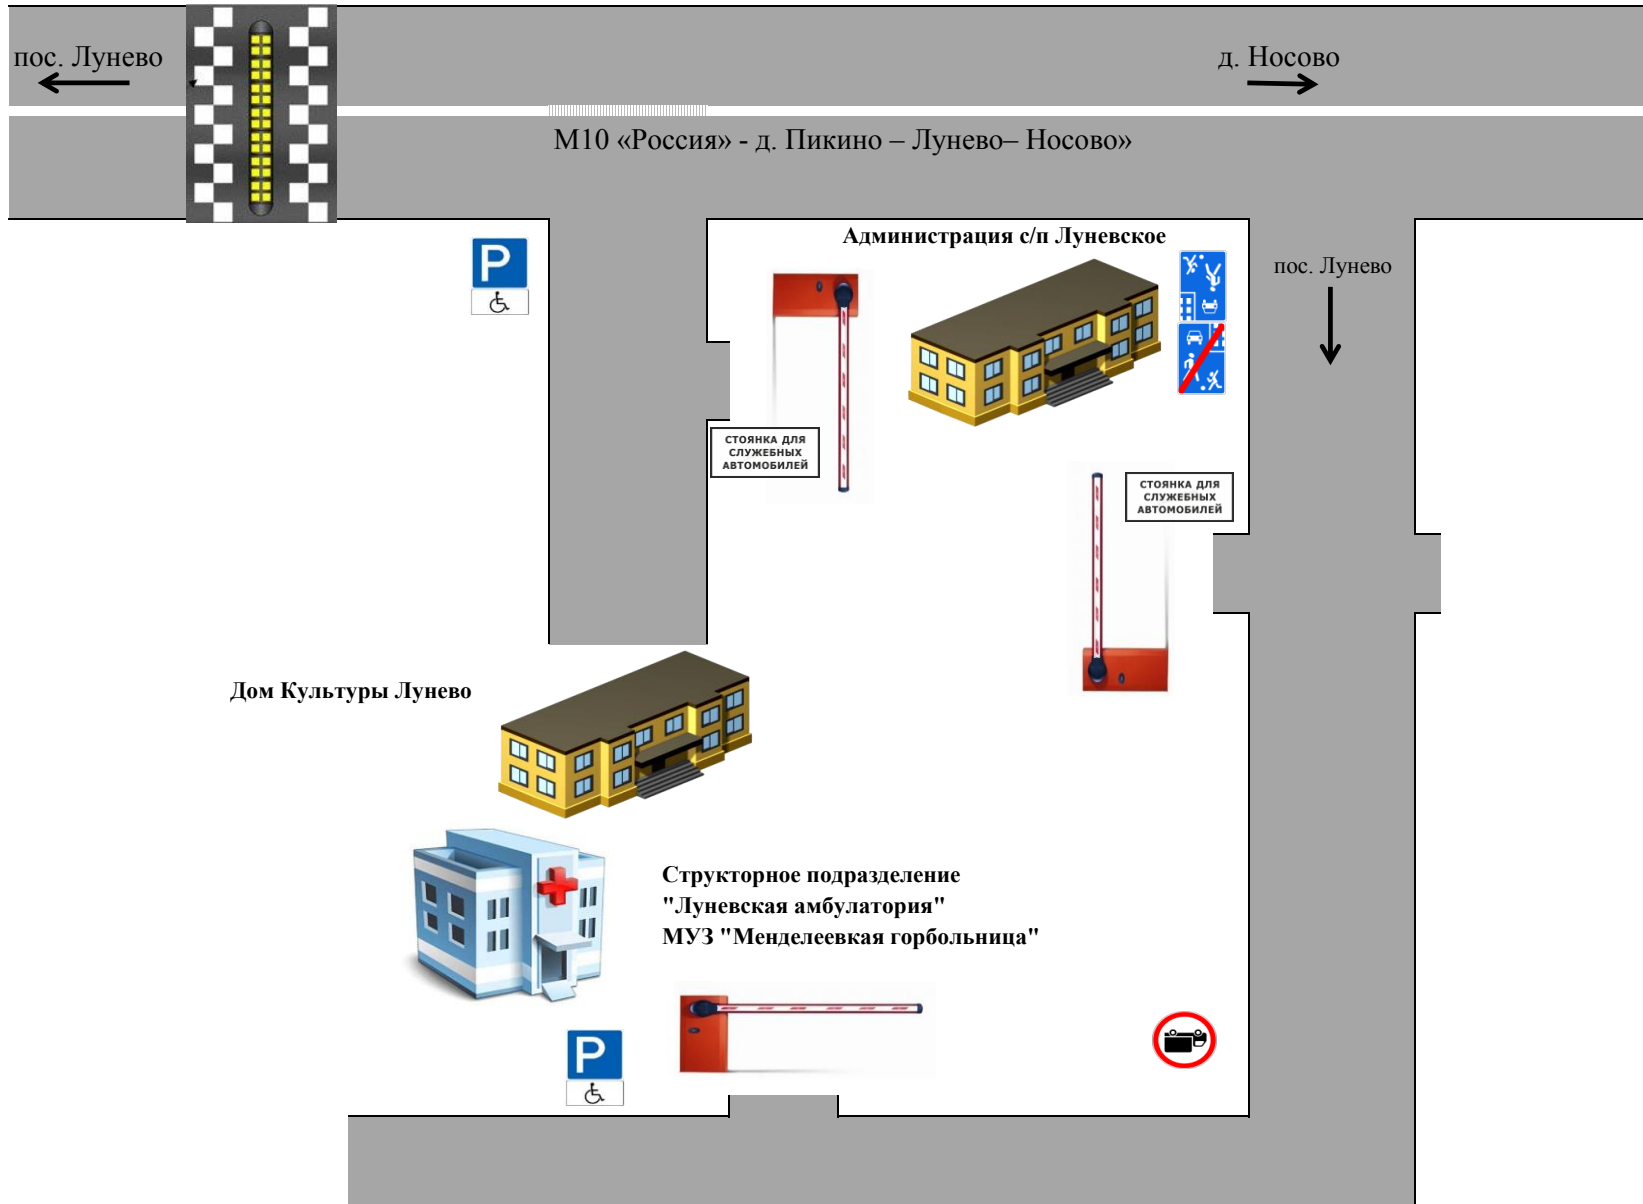 пос. Лунево
д. Носово
М10 «Россия» - д. Пикино – Лунево– Носово»
Администрация с/п Луневское
P
пос. Лунево
СТОЯНКА ДЛЯ
СЛУЖЕБНЫХ
АВТОМОБИЛЕЙ
СТОЯНКА ДЛЯ
СЛУЖЕБНЫХ
АВТОМОБИЛЕЙ
Дом Культуры Лунево
Структорное подразделение
"Луневская амбулатория"
МУЗ "Менделеевкая горбольница"
P